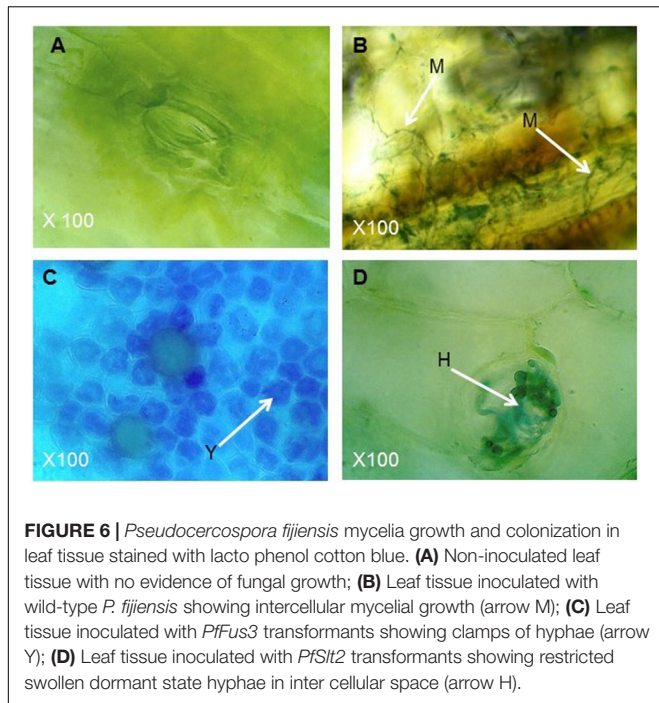 A
X 100
B
M
M
X100
C
Y
X100
D
H
X100
FIGURE 6 | Pseudocercospora fijiensis mycelia growth and colonization in
leaf tissue stained with lacto phenol cotton blue. (A) Non-inoculated leaf
tissue with no evidence of fungal growth; (B) Leaf tissue inoculated with
wild-type P. fijiensis showing intercellular mycelial growth (arrow M); (C) Leaf
tissue inoculated with PfFus3 transformants showing clamps of hyphae (arrow
Y); (D) Leaf tissue inoculated with PfSlt2 transformants showing restricted
swollen dormant state hyphae in inter cellular space (arrow H).